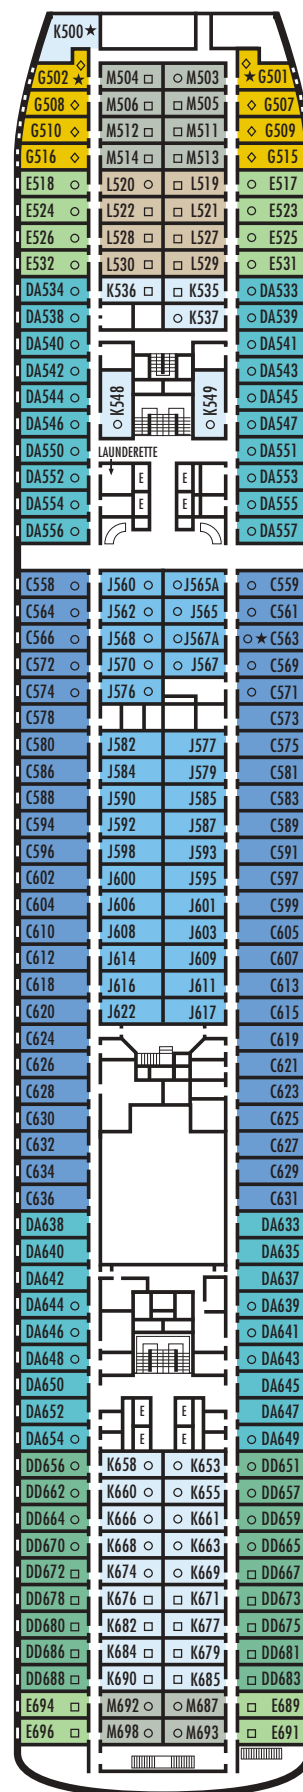 K500
G502 M504 M503 G501
G508 M506 M505 G507
G510 M512 M511 G509
G516 M514 M513 G515
E518 L520 L519 E517
E524 L522 L521 E523
E526 L528 L527 E525
E532 L530 L529 E531
DA534 K536 K535 DA533
DA538 K537 DA539
DA540 DA541
DA542 DA543
DA544 K548 K549 DA545
DA546 DA547
DA550 LAUNDERETTE DA551
DA552 E E DA553
DA554 E E DA555
DA556 DA557
C558 J560 J565A C559
C564 J562 J565 C561
C566 J568 J567A C563
C572 J570 J567 C569
C574 J576 C571
C578 C573
C580 J582 J577 C575
C586 J584 J579 C581
C588 J590 J585 C583
C594 J592 J587 C589
C596 J598 J593 C591
C602 J600 J595 C597
C604 J606 J601 C599
C610 J608 J603 C605
C612 J614 J609 C607
C618 J616 J611 C613
C620 J622 J617 C615
C624 C619
C626 C621
C628 C623
C630 C625
C632 C627
C634 C629
C636 C631
DA638 DA633
DA640 DA635
DA642 DA637
DA644 DA639
DA646 DA641
DA648 DA643
DA650 DA645
DA652 E E DA647
DA654 E E DA649
DD656 K658 K653 DD651
DD662 K660 K655 DD657
DD664 K666 K661 DD659
DD670 K668 K663 DD665
DD672 K674 K669 DD667
DD678 K676 K671 DD673
DD680 K682 K677 DD675
DD686 K684 K679 DD681
DD688 K690 K685 DD683
E694 M692 M687 E689
E696 M698 M693 E691